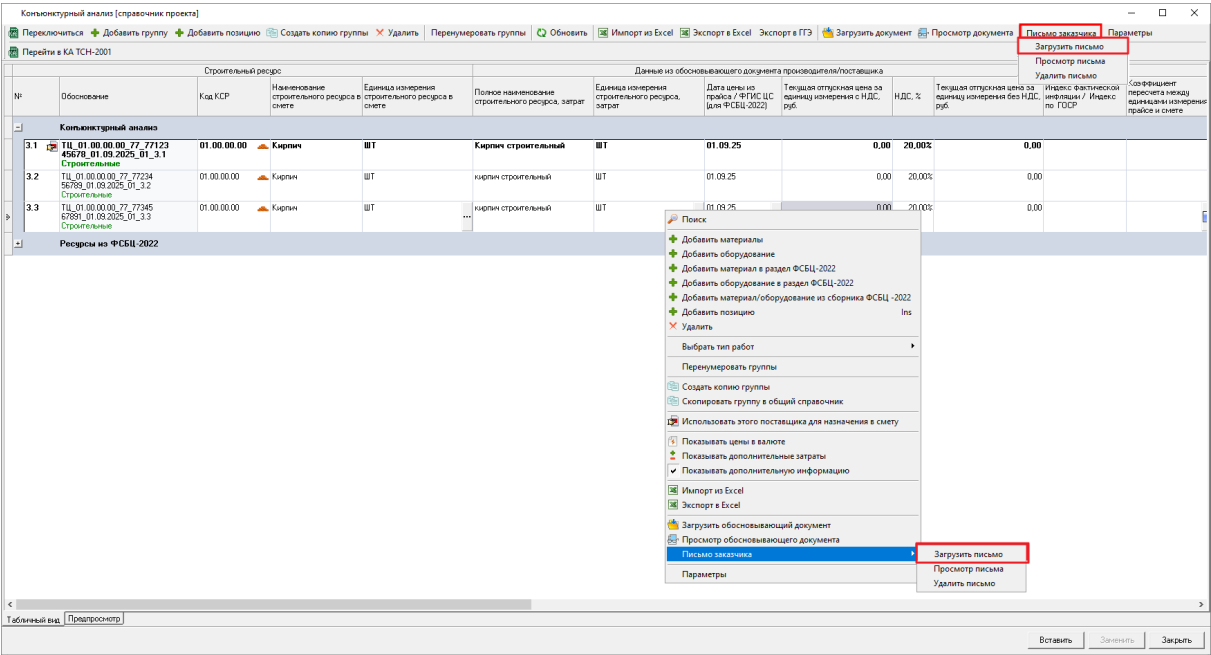 Конъюнктурный анализ [справочник проекта]
Переключиться Добавить группу Добавить позицию Создать копию группы Удалить Перенумеровать группы Обновить Импорт из Excel Экспорт в Excel Экспорт в ГГЭ Загрузить документ Просмотр документа Письмо заказчика Параметры
Перейти в КА ТСН-2001
Загрузить письмо
Просмотр письма
Удалить письмо
Строительный ресурс
Данные из обосновывающего документа производителя/поставщика
№
Обоснование
Код КСР
Наименование строительного ресурса в смете
Единица измерения строительного ресурса в смете
Полное наименование строительного ресурса, затрат
Единица измерения строительного ресурса, затрат
Дата цены из прайса / ФГИС ЦС (для ФСБЦ-2022)
Текущая отпускная цена за единицу измерения с НДС, руб.
НДС, %
Текущая отпускная цена за единицу измерения без НДС, руб.
Индекс фактической инфляции / Индекс по ГОСР
Коэффициент пересчета между единицами измерения прайсе и смете
Конъюнктурный анализ
3.1 ТЦ_01.00.00.00_77_77123 01.00.00.00 Кирпич ШТ Кирпич строительный ШТ 01.09.25 0,00 20,00% 0,00
45678_01.09.2025_01_3.1
Строительные
3.2 ТЦ_01.00.00.00_77_77234 01.00.00.00 Кирпич ШТ кирпич строительный ШТ 01.09.25 0,00 20,00% 0,00
56789_01.09.2025_01_3.2
Строительные
3.3 ТЦ_01.00.00.00_77_77345 01.00.00.00 Кирпич ШТ ... кирпич строительный ШТ 01.09.25 0,00 20,00% 0,00
67891_01.09.2025_01_3.3
Строительные
Ресурсы из ФСБЦ-2022
Поиск
Добавить материалы
Добавить оборудование
Добавить материал в раздел ФСБЦ-2022
Добавить оборудование в раздел ФСБЦ-2022
Добавить материал/оборудование из сборника ФСБЦ -2022
Добавить позицию Ins
Удалить
Выбрать тип работ
Перенумеровать группы
Создать копию группы
Скопировать группу в общий справочник
Использовать этого поставщика для назначения в смету
Показывать цены в валюте
Показывать дополнительные затраты
Показывать дополнительную информацию
Импорт из Excel
Экспорт в Excel
Загрузить обосновывающий документ
Просмотр обосновывающего документа
Письмо заказчика
Загрузить письмо
Просмотр письма
Удалить письмо
Параметры
Табличный вид Предпросмотр
Вставить Заменить Закрыть